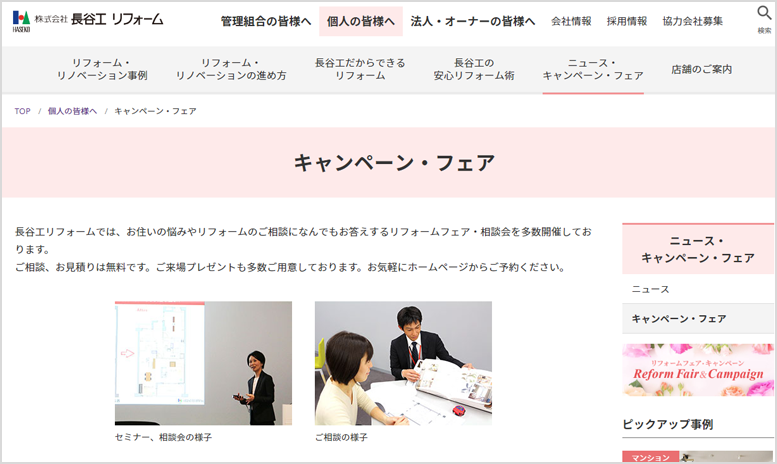 HASEKO
株式会社 長谷工 リフォーム
管理組合の皆様へ
個人の皆様へ
法人・オーナーの皆様へ
会社情報
採用情報
協力会社募集
検索
リフォーム・
リノベーション事例
リフォーム・
リノベーションの進め方
長谷工だからできる
リフォーム
長谷工の
安心リフォーム術
ニュース・
キャンペーン・フェア
店舗のご案内
TOP / 個人の皆様へ / キャンペーン・フェア
キャンペーン・フェア
長谷工リフォームでは、お住いの悩みやリフォームのご相談になんでもお答えするリフォームフェア・相談会を多数開催してお
ります。
ご相談、お見積りは無料です。ご来場プレゼントも多数ご用意しております。お気軽にホームページからご予約ください。
セミナー、相談会の様子
ご相談の様子
ニュース・
キャンペーン・フェア
ニュース
キャンペーン・フェア
リフォームフェア・キャンペーン
Reform Fair & Campaign
ピックアップ事例
マンション